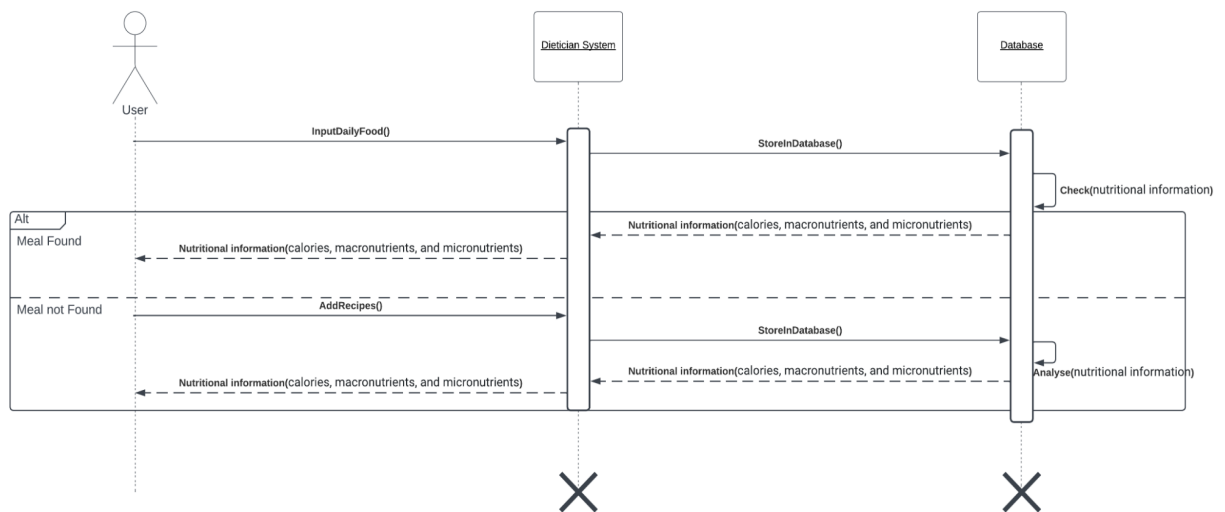 Dietician System
Database
User
InputDailyFood()
StoreInDatabase()
Check(nutritional information)
Alt
Meal Found
Nutritional information(calories, macronutrients, and micronutrients)
Nutritional information(calories, macronutrients, and micronutrients)
Meal not Found
AddRecipes()
StoreInDatabase()
Analyse(nutritional information)
Nutritional information(calories, macronutrients, and micronutrients)
Nutritional information(calories, macronutrients, and micronutrients)